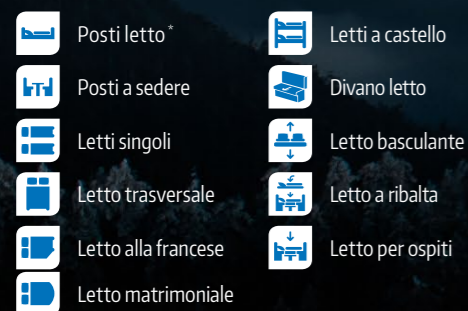 Posti letto*
Posti a sedere
Letti singoli
Letto trasversale
Letto alla francese
Letto matrimoniale
Letti a castello
Divano letto
Letto basculante
Letto a ribalta
Letto per ospiti